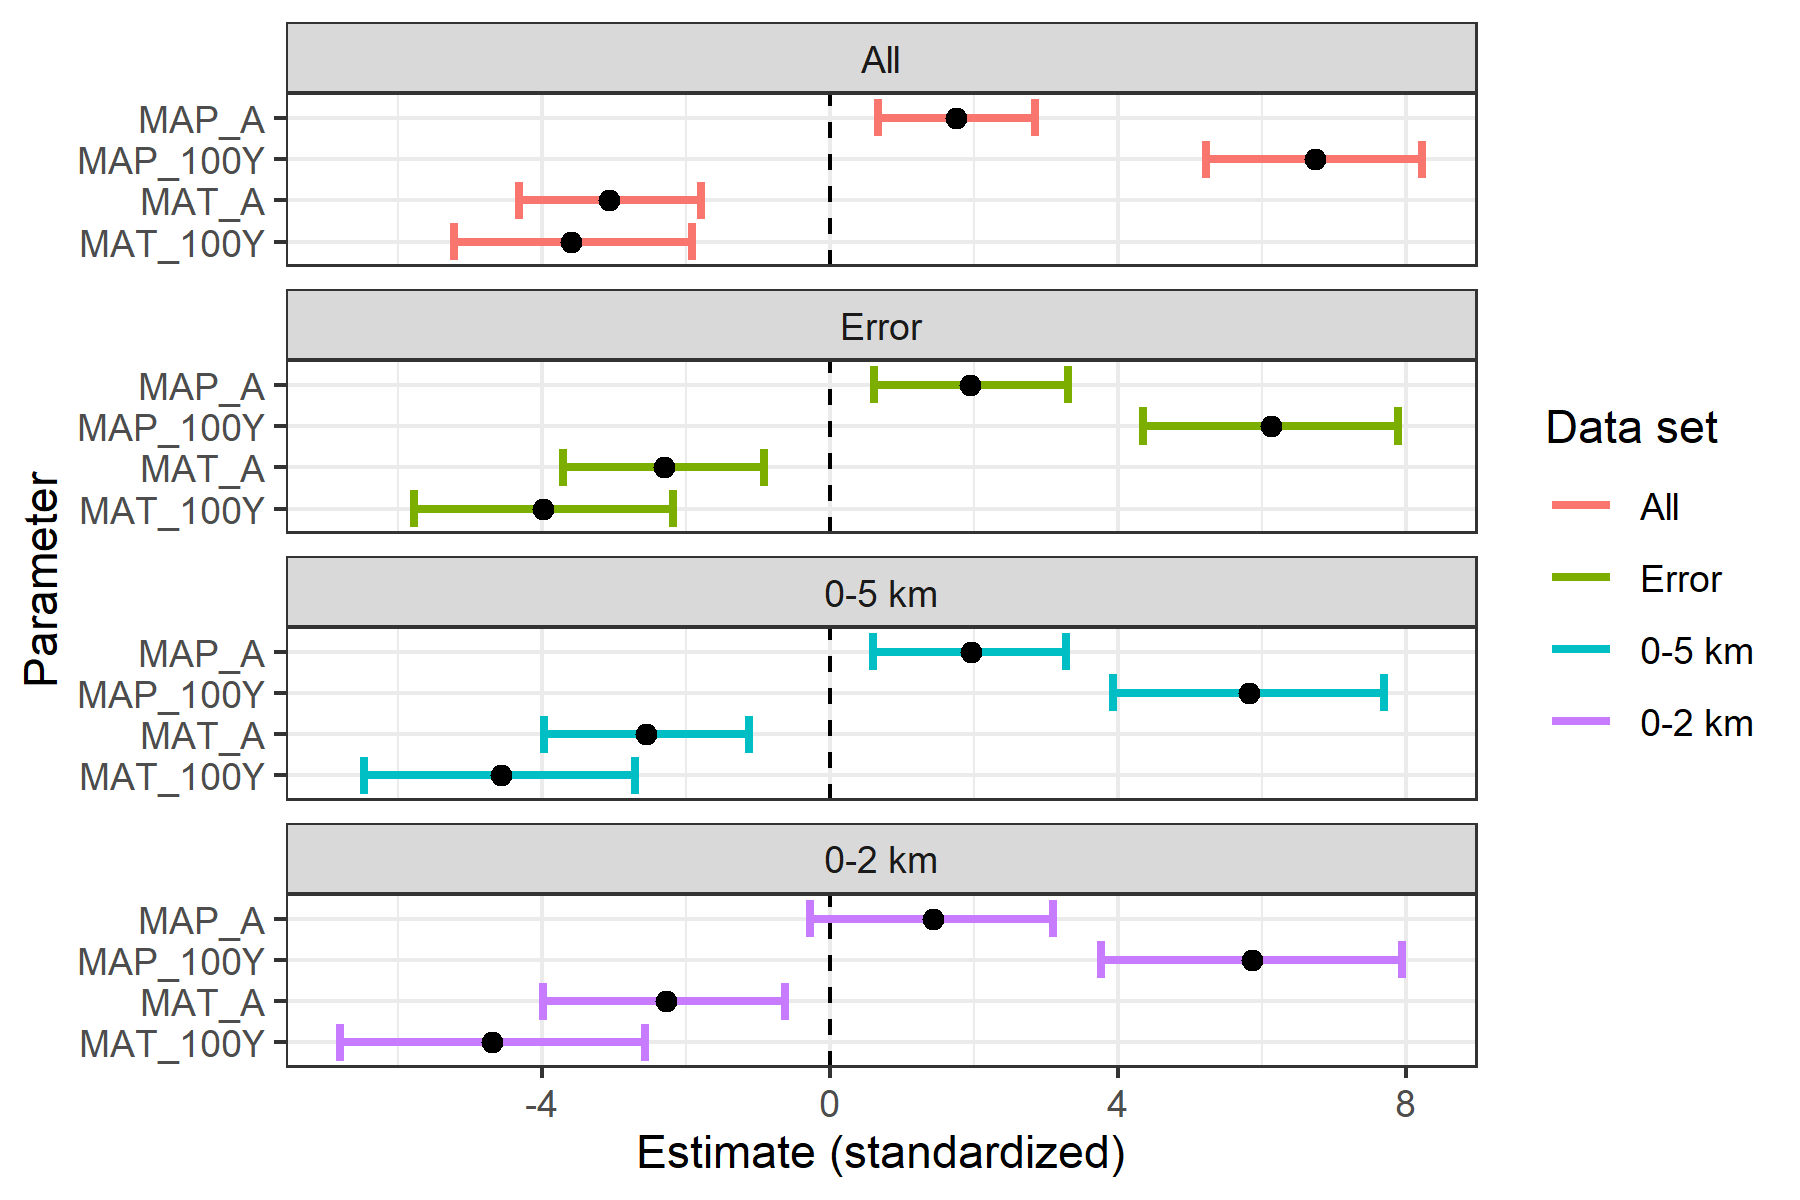 All
MAP_A
MAP_100Y
MAT_A
MAT_100Y
Error
MAP_A
MAP_100Y
MAT_A
MAT_100Y
0-5 km
MAP_A
MAP_100Y
MAT_A
MAT_100Y
0-2 km
MAP_A
MAP_100Y
MAT_A
MAT_100Y
-4 0 4 8
Estimate (standardized)
Parameter
Data set
All
Error
0-5 km
0-2 km